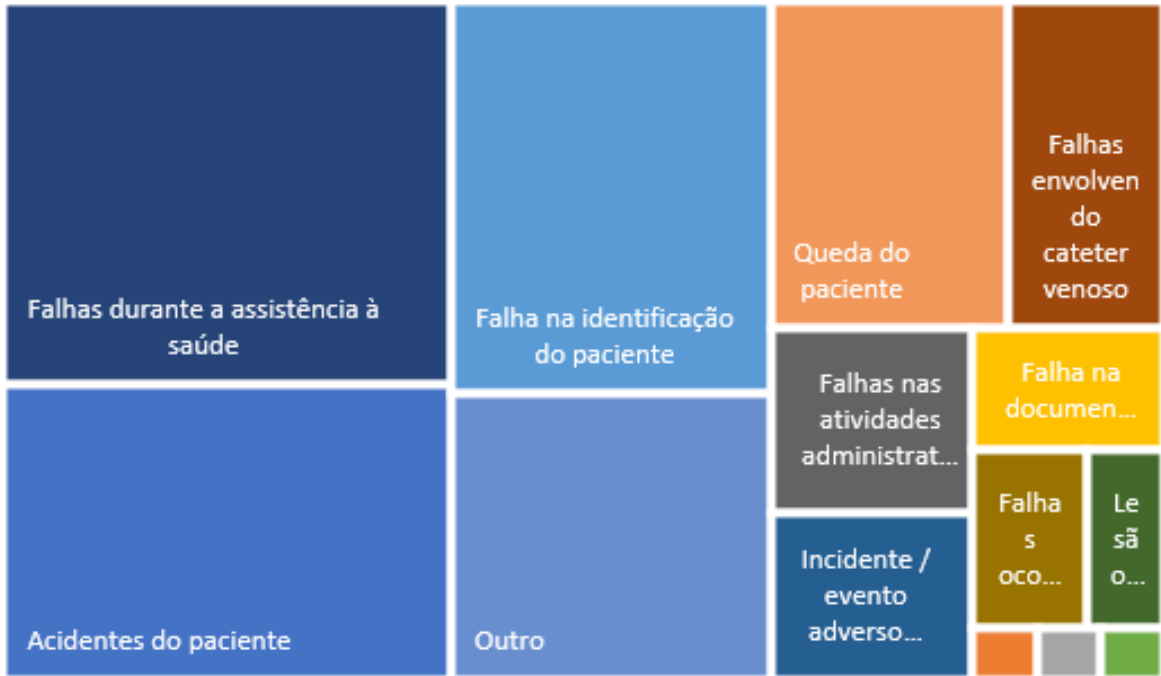 Falhas durante a assistência à
saúde
Acidentes do paciente
Falha na identificação
do paciente
Outro
Queda do
paciente
Falhas
envolven
do
cateter
venoso
Falhas nas
atividades
administrat...
Incidente /
evento
adverso...
Falha na
documen...
Falha
s
oco...
Le
sã
o...